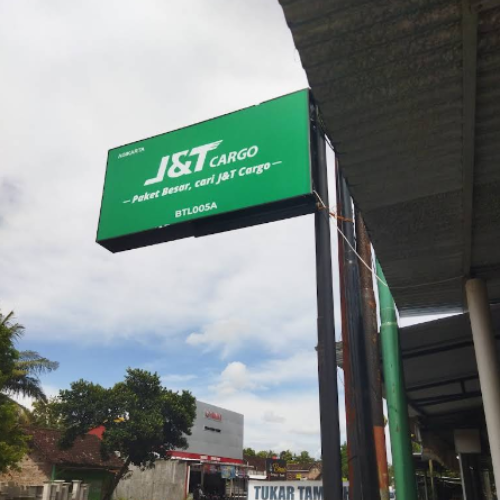 J&T CARGO
—Paket Besar, cari J&T Cargo—
BTL005A
TUKAR TAM